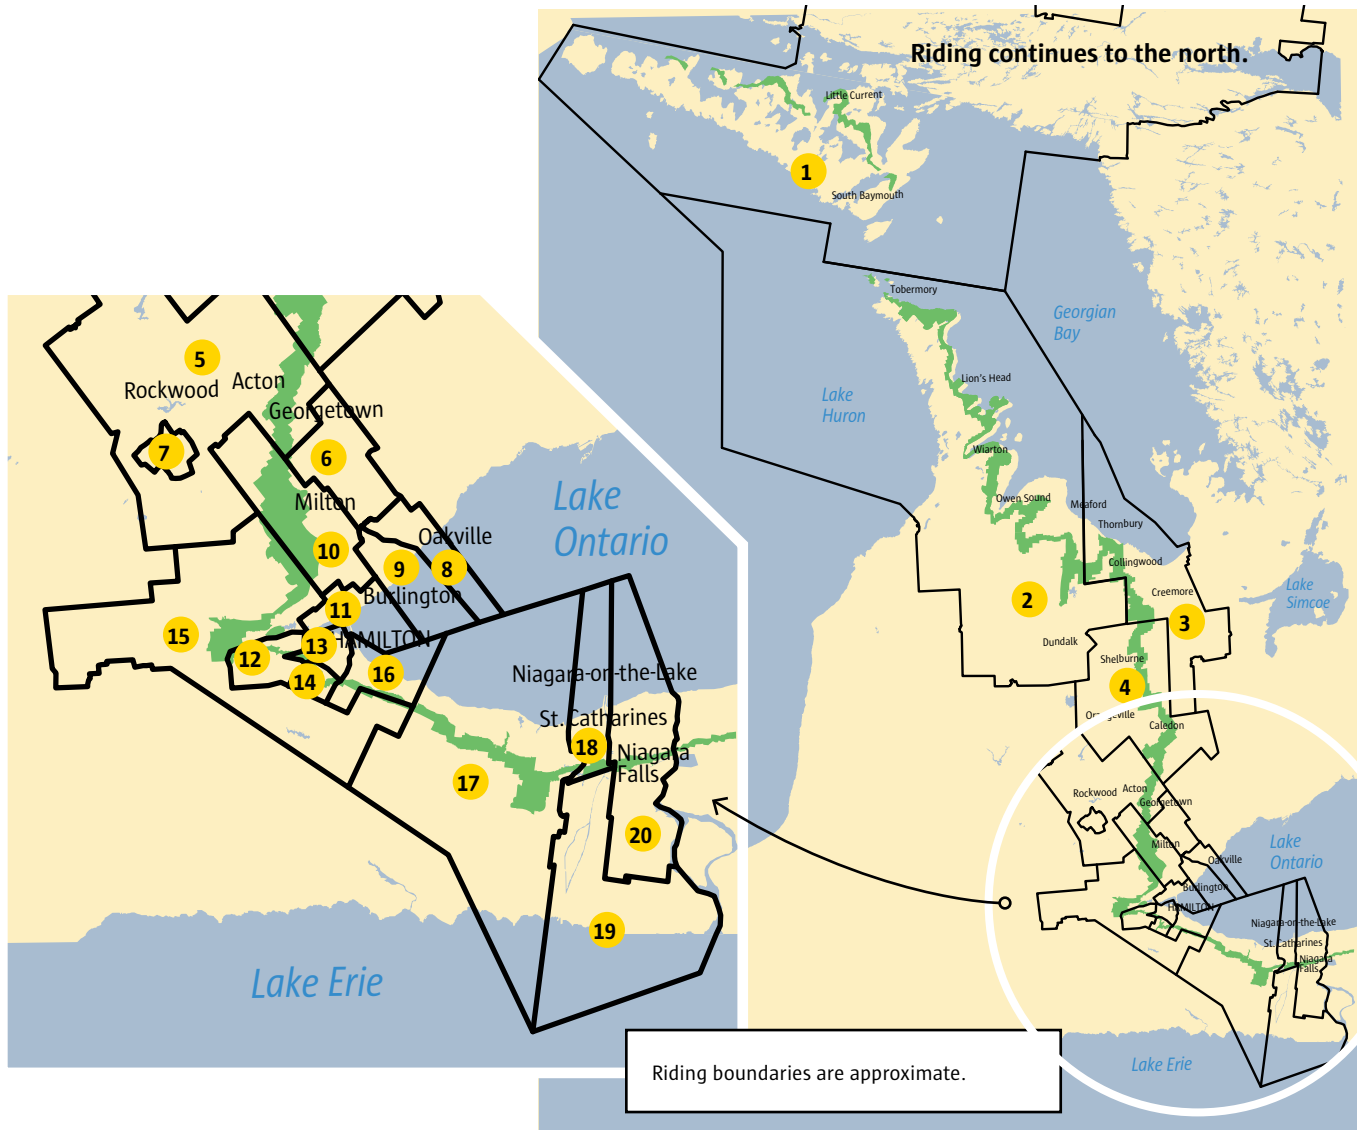 Riding continues to the north.
Little Current
1
South Baymouth
Tobermory
Georgian
Bay
Lion's Head
Lake
Huron
Wiarton
Owen Sound
Meaford
Thornbury
Collingwood
Creemore
Lake
Simcoe
2
3
Dundalk
Shelburne
4
Orangeville
Caledon
Rockwood
Acton
Georgetown
Milton
Oakville
Lake
Ontario
Burlington
HAMILTON
Niagara-on-the-Lake
St. Catharines
Niagara
Falls
Lake Erie
5
Rockwood
Acton
Georgetown
7
6
Milton
Lake
Ontario
10
Oakville
9
8
Burlington
11
15
12
13
HAMILTON
14
16
Niagara-on-the-Lake
St. Catharines
18
Niagara
Falls
17
20
19
Lake Erie
Riding boundaries are approximate.